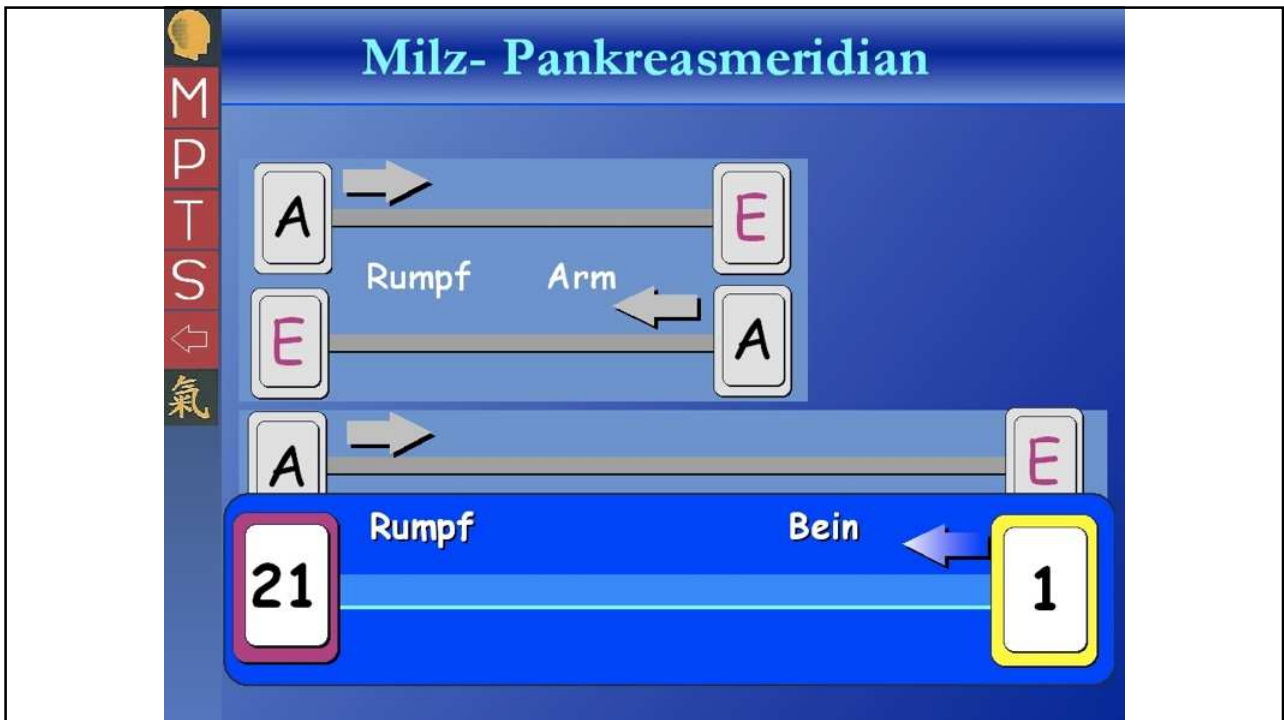 Milz- Pankreasmeridian
M
P
T
S
氣
A
E
Rumpf Arm
E
A
A
E
Rumpf Bein
21
1